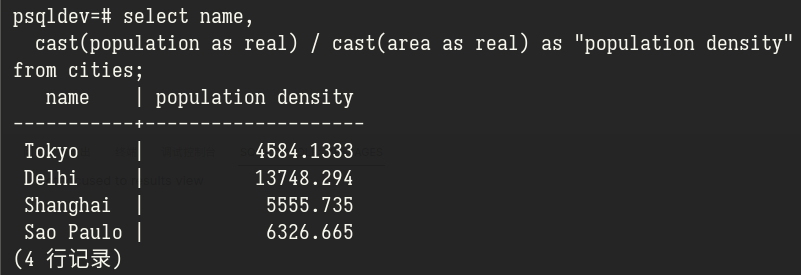 psqldev=# select name,
  cast(population as real) / cast(area as real) as "population density"
from cities;
   name    | population density
-----------+--------------------
 Tokyo     |          4584.1333
 Delhi     |          13748.294
 Shanghai  |           5555.735
 Sao Paulo |           6326.665
(4 行记录)